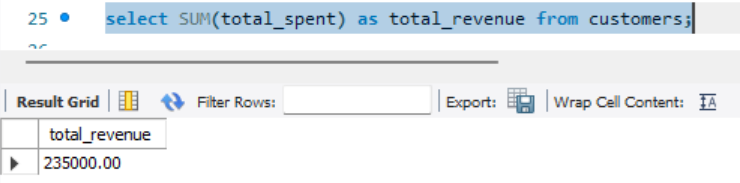 25 select SUM(total_spent) as total_revenue from customers;
Result Grid Filter Rows: Export: Wrap Cell Content: IA
total_revenue
235000.00